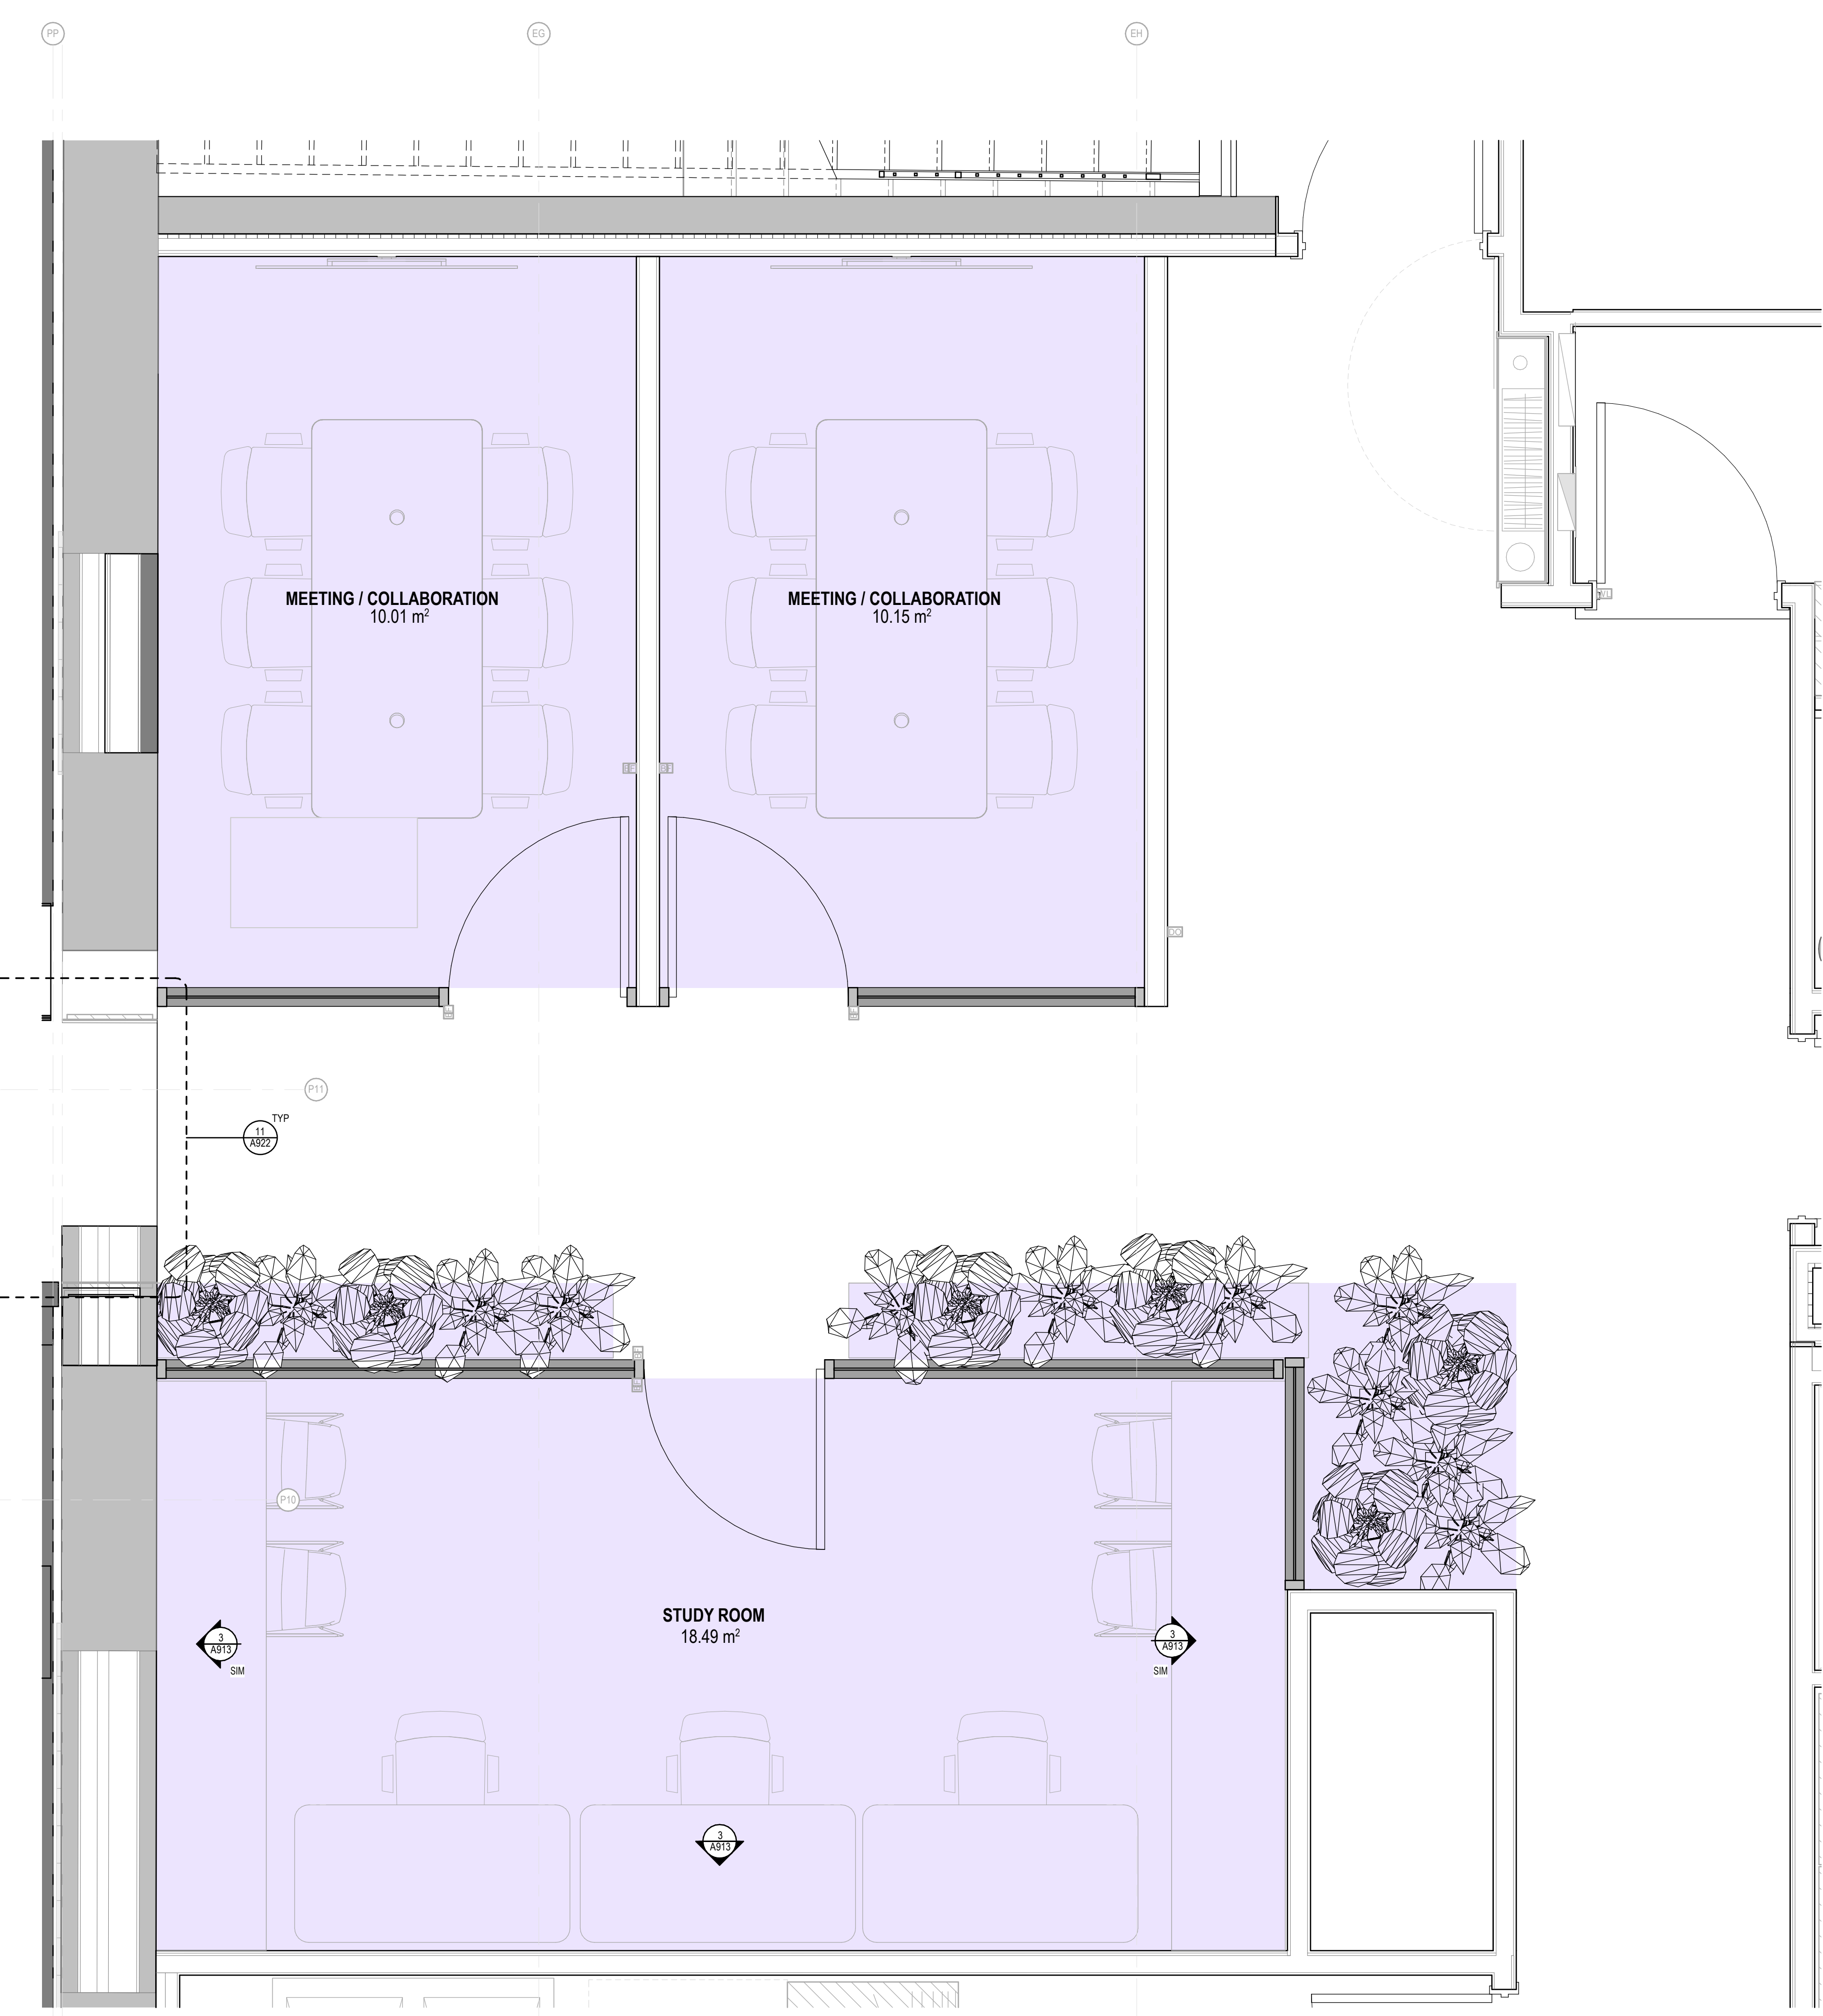 PP
EG
EH
MEETING / COLLABORATION
10.01 m²
MEETING / COLLABORATION
10.15 m²
DO
P11
TYP
11
A922
P10
STUDY ROOM
18.49 m²
3
A913
SIM
3
A913
SIM
3
A913